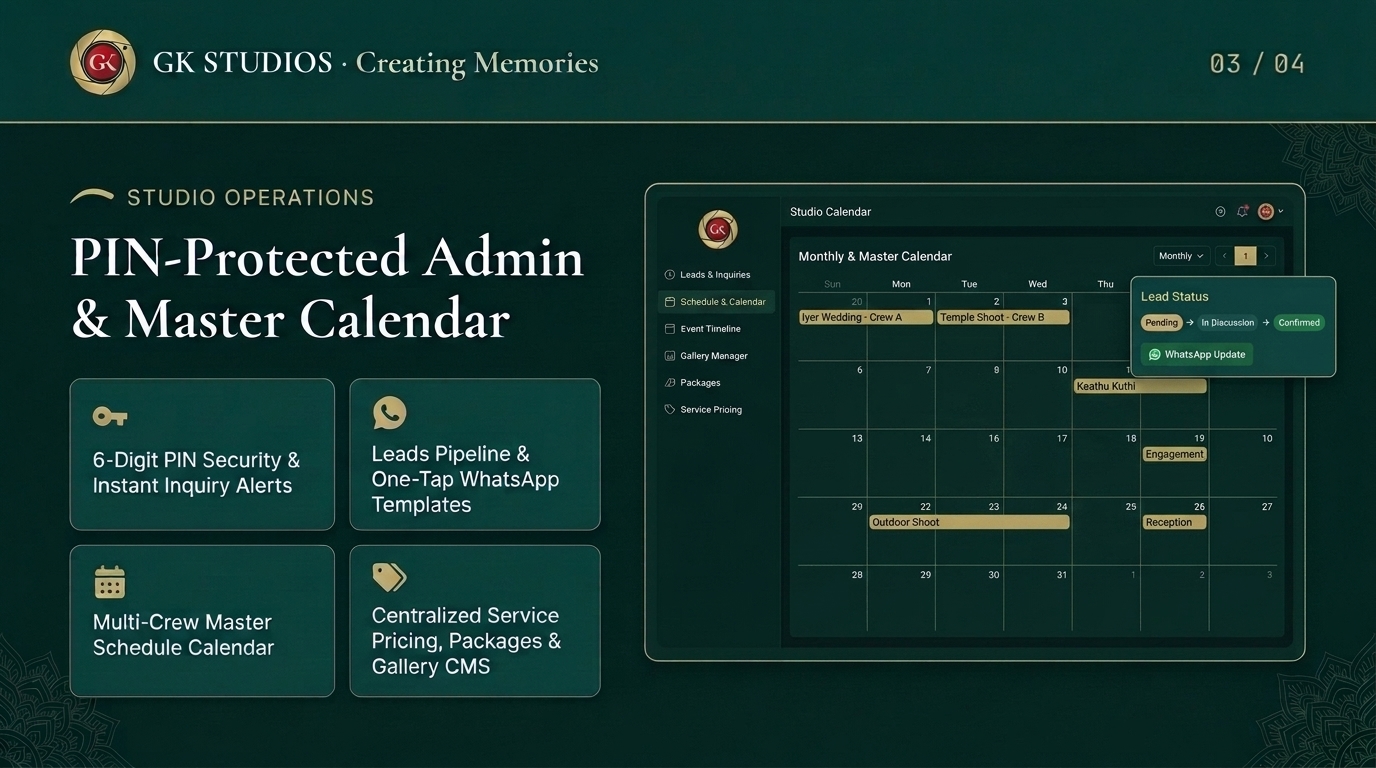 GK
GK STUDIOS · Creating Memories
03 / 04
STUDIO OPERATIONS
PIN-Protected Admin
& Master Calendar
6-Digit PIN Security &
Instant Inquiry Alerts
Leads Pipeline &
One-Tap WhatsApp
Templates
Multi-Crew Master
Schedule Calendar
Centralized Service
Pricing, Packages &
Gallery CMS
GK
Leads & Inquiries
Schedule & Calendar
Event Timeline
Gallery Manager
Packages
Service Pricing
Studio Calendar
Monthly & Master Calendar
Monthly
1
Sun Mon Tue Wed Thu
20 1 2 3
Iyer Wedding - Crew A Temple Shoot - Crew B
Lead Status
Pending → In Diacussion → Confirmed
WhatsApp Update
6 7 9 10
Keathu Kuthi
13 14 16 17 18 19 10
Engagement
29 22 23 24 25 26 27
Outdoor Shoot Reception
28 29 30 31 1 2 3